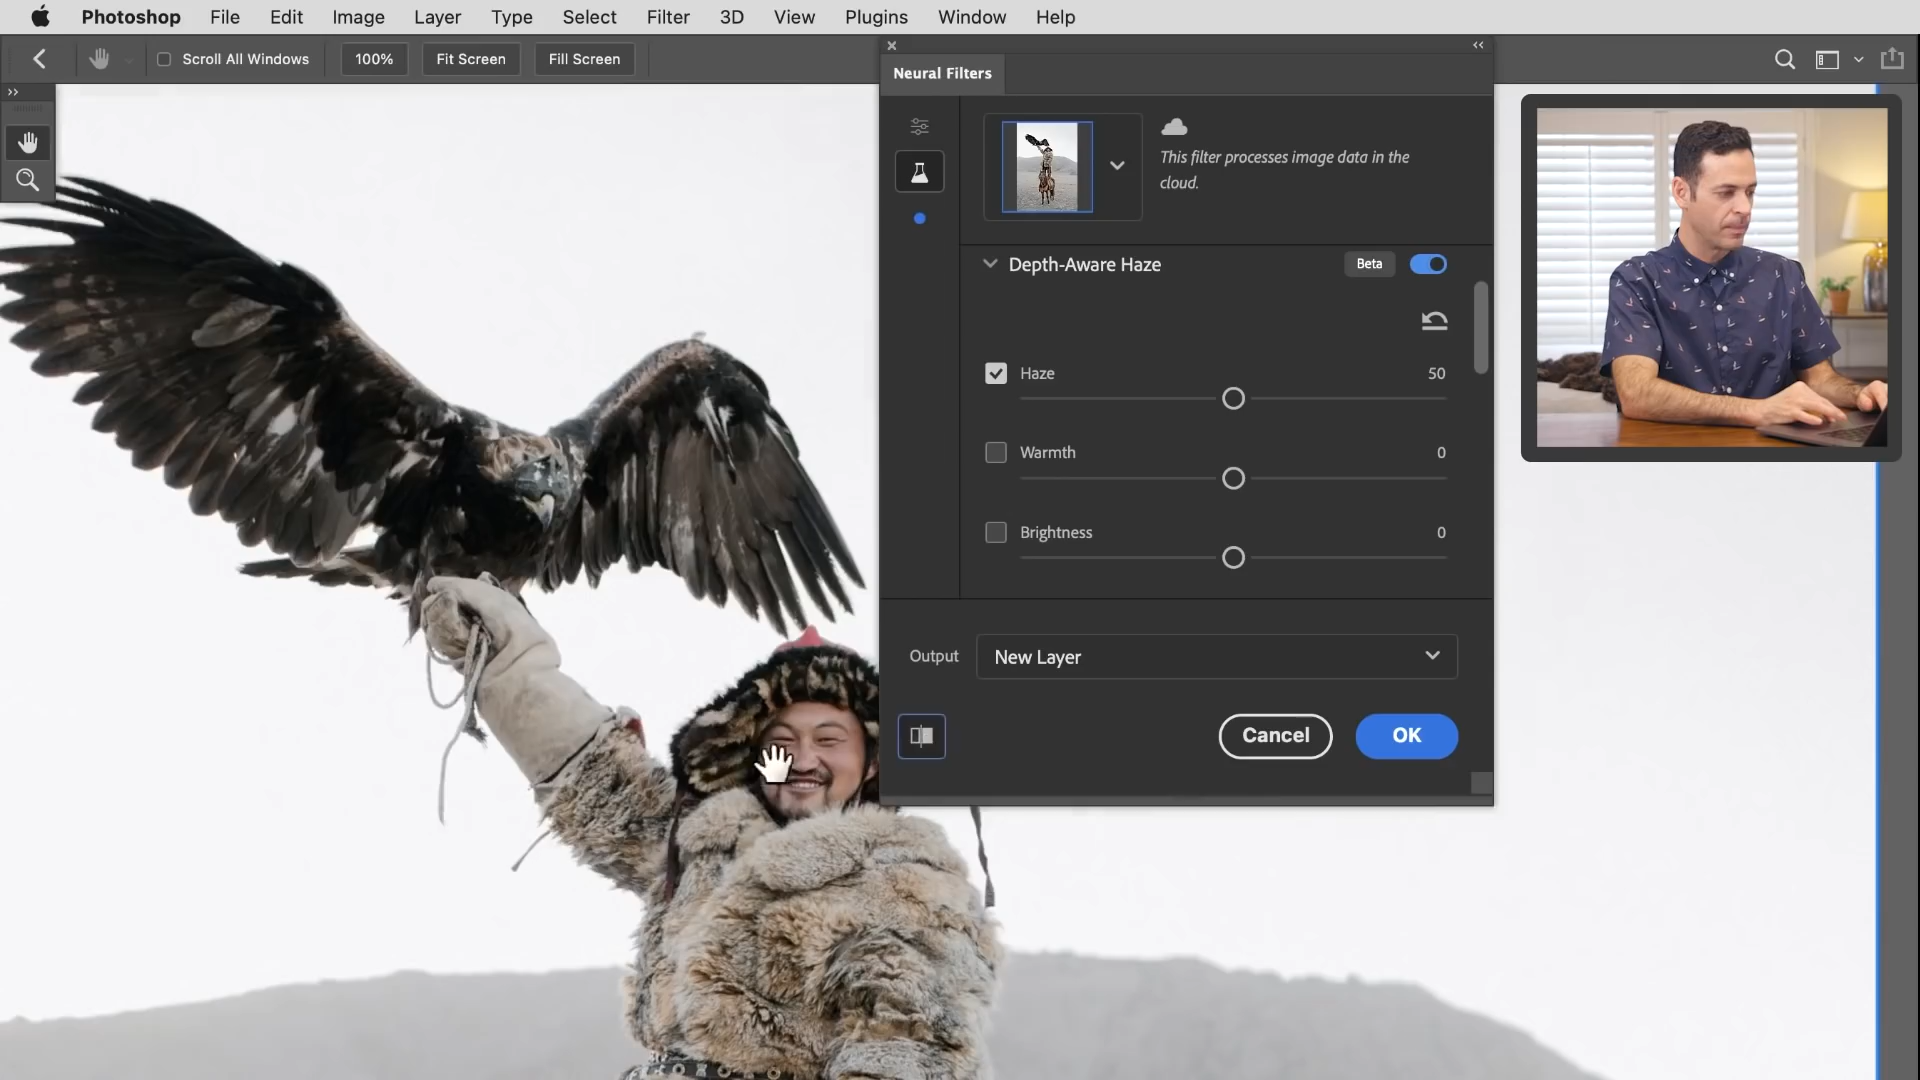 Photoshop File Edit Image Layer Type Select Filter 3D View Plugins Window Help
Scroll All Windows 100% Fit Screen Fill Screen
Neural Filters
This filter processes image data in the
cloud.
Depth-Aware Haze Beta
Haze 50
Warmth 0
Brightness 0
Output New Layer
Cancel OK